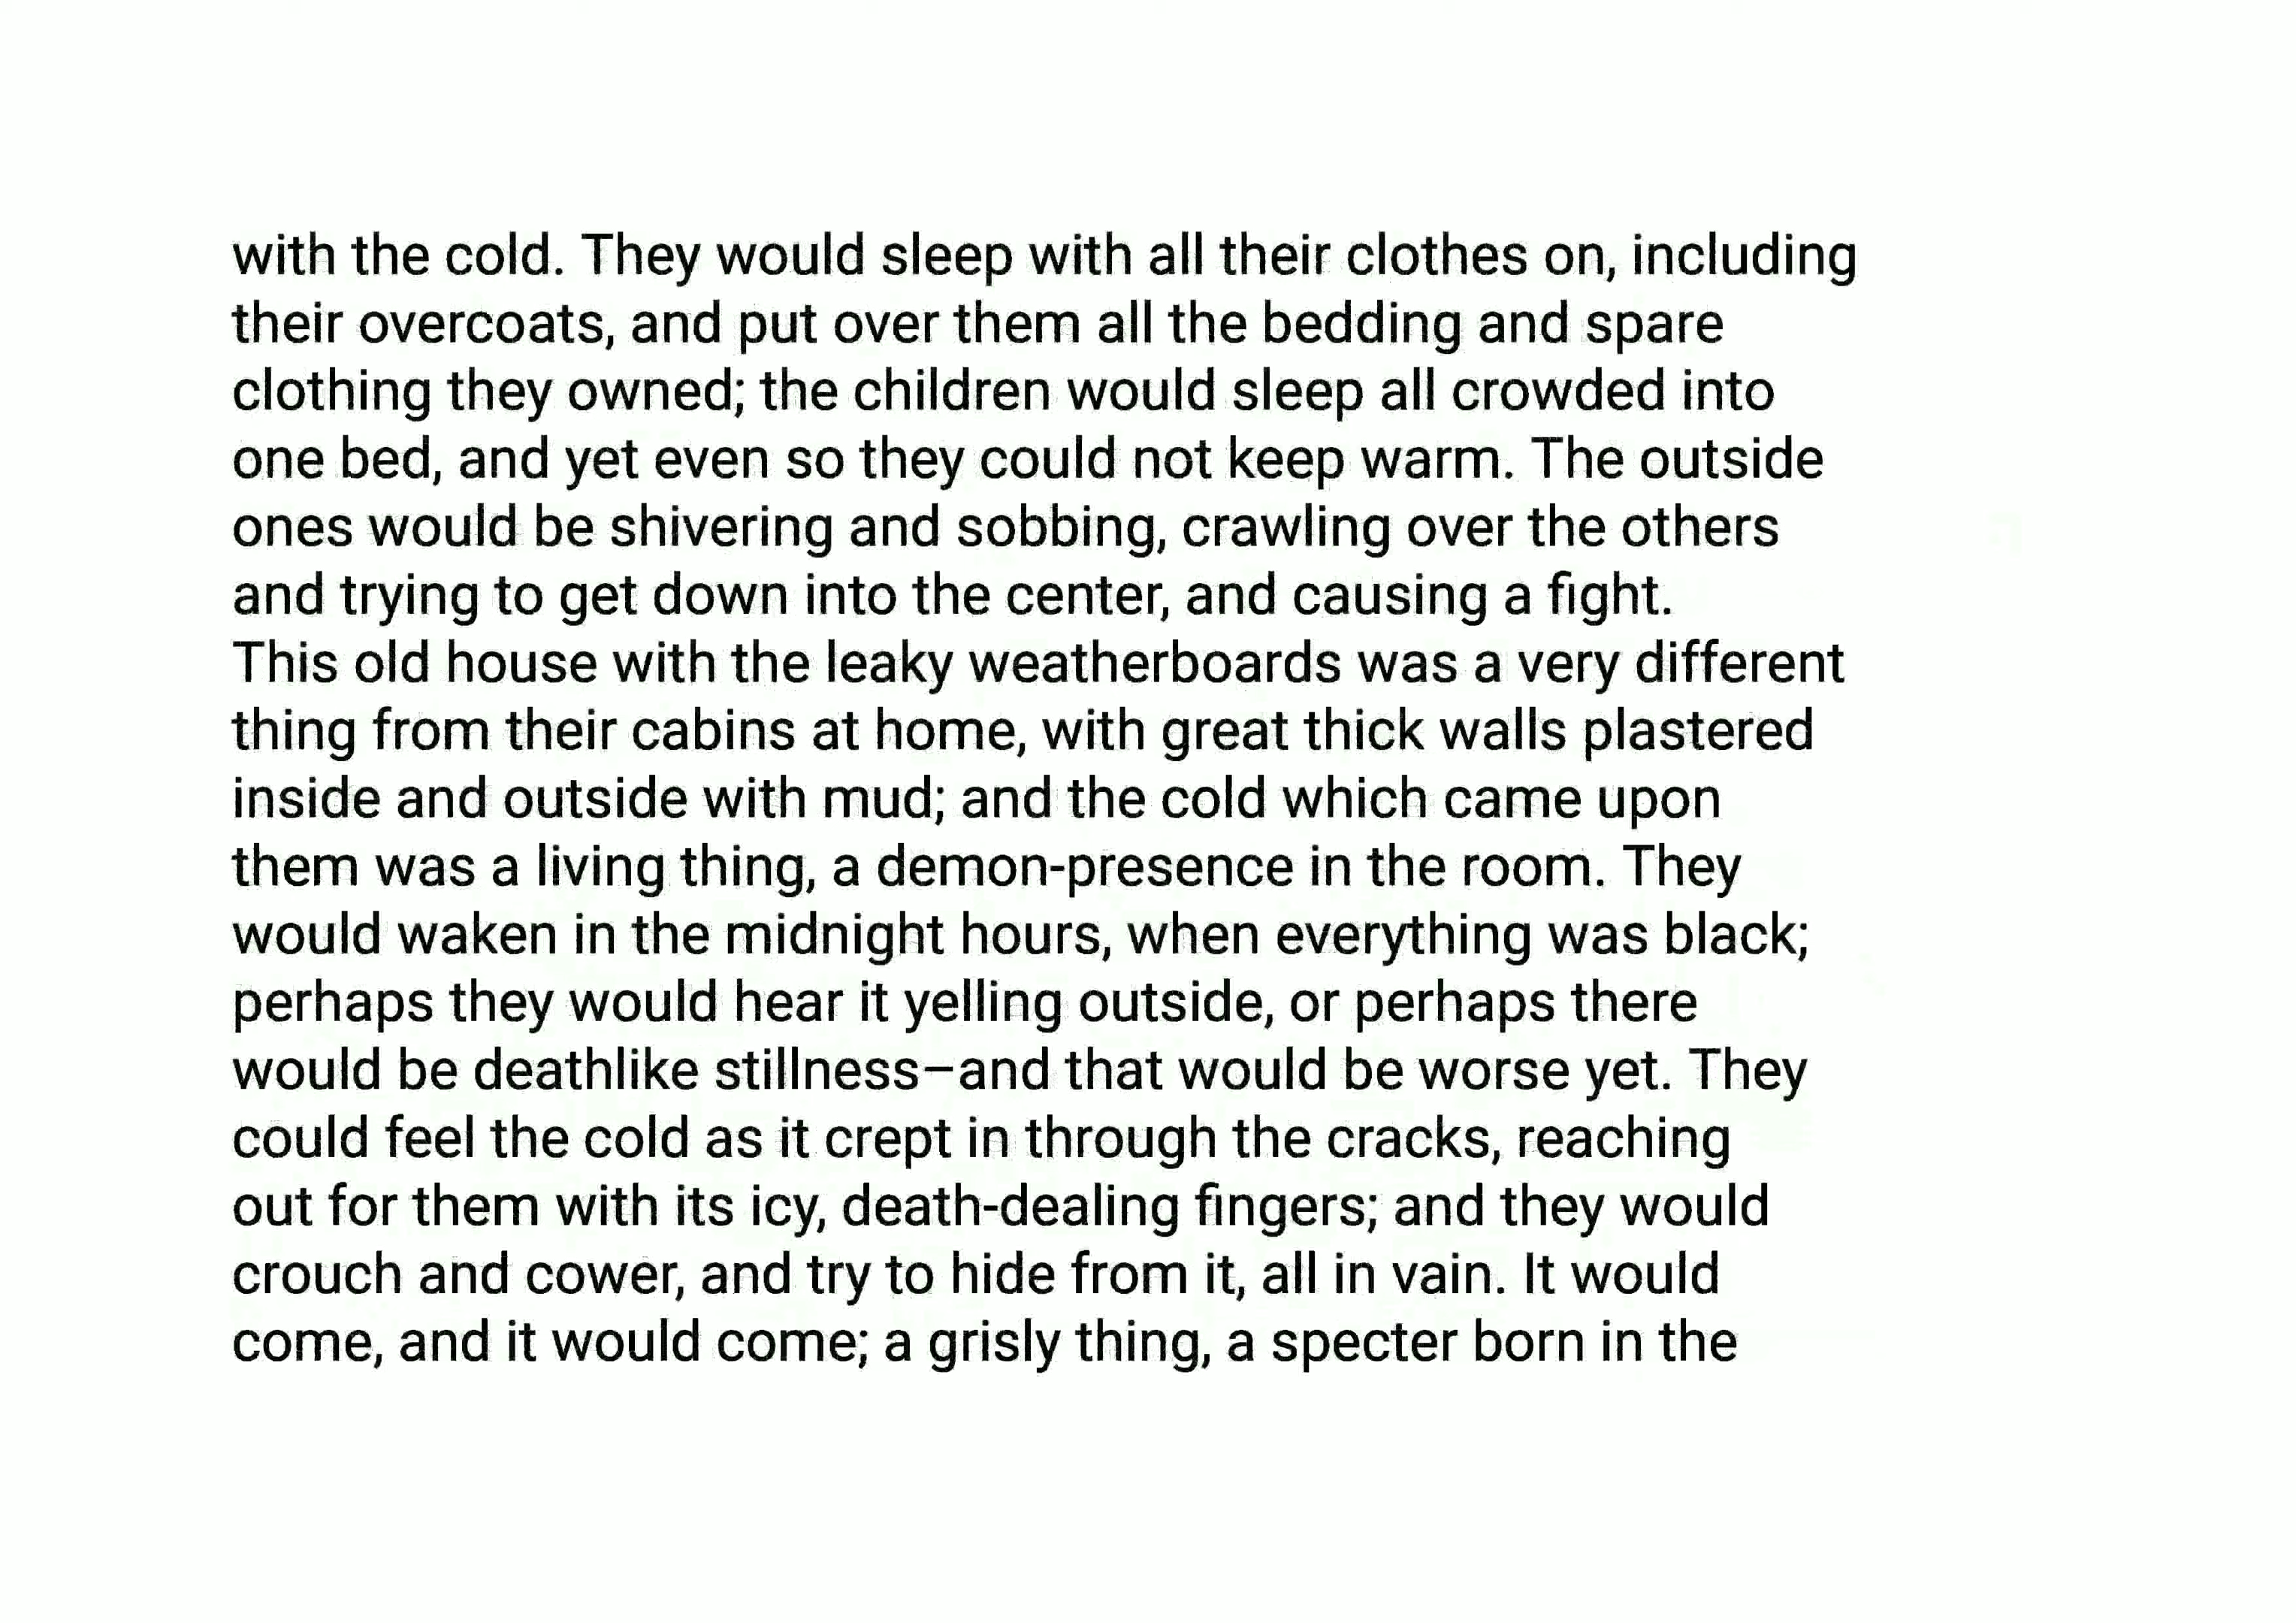 with the cold. They would sleep with all their clothes on, including
their overcoats, and put over them all the bedding and spare
clothing they owned; the children would sleep all crowded into
one bed, and yet even so they could not keep warm. The outside
ones would be shivering and sobbing, crawling over the others
and trying to get down into the center, and causing a fight.
This old house with the leaky weatherboards was a very different
thing from their cabins at home, with great thick walls plastered
inside and outside with mud; and the cold which came upon
them was a living thing, a demon-presence in the room. They
would waken in the midnight hours, when everything was black;
perhaps they would hear it yelling outside, or perhaps there
would be deathlike stillness–and that would be worse yet. They
could feel the cold as it crept in through the cracks, reaching
out for them with its icy, death-dealing fingers; and they would
crouch and cower, and try to hide from it, all in vain. It would
come, and it would come; a grisly thing, a specter born in the